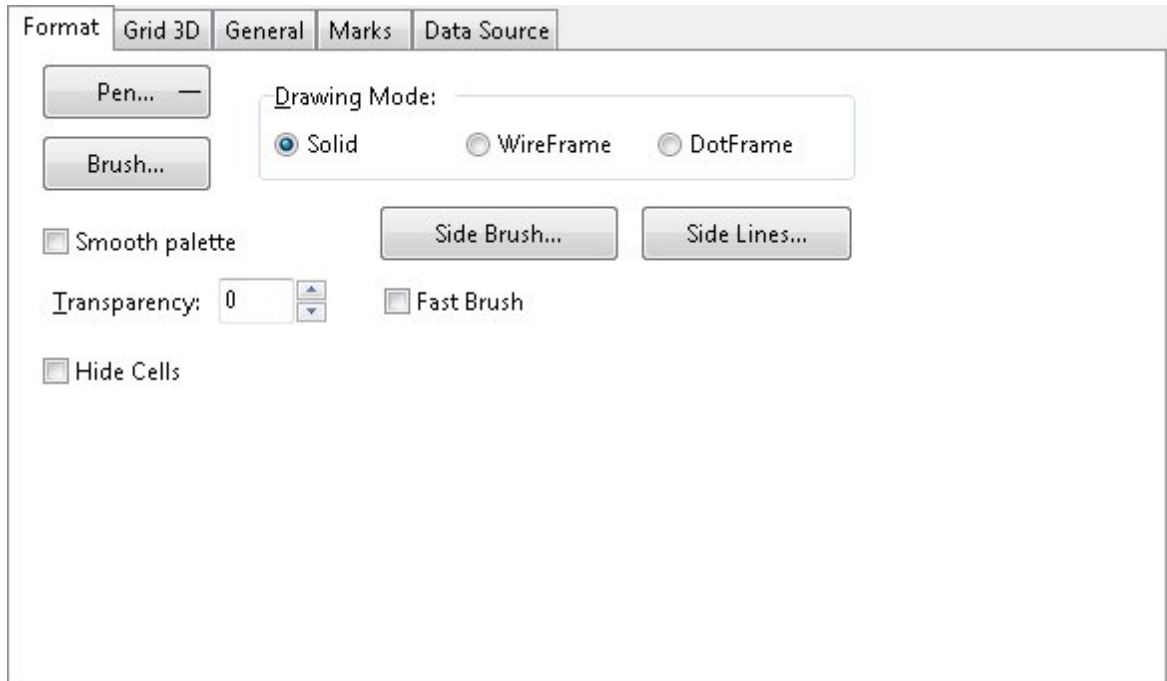 Format Grid 3D General Marks Data Source
Pen...
Drawing Mode:
Solid WireFrame DotFrame
Brush...
Side Brush... Side Lines...
Smooth palette
Transparency: 0 Fast Brush
Hide Cells